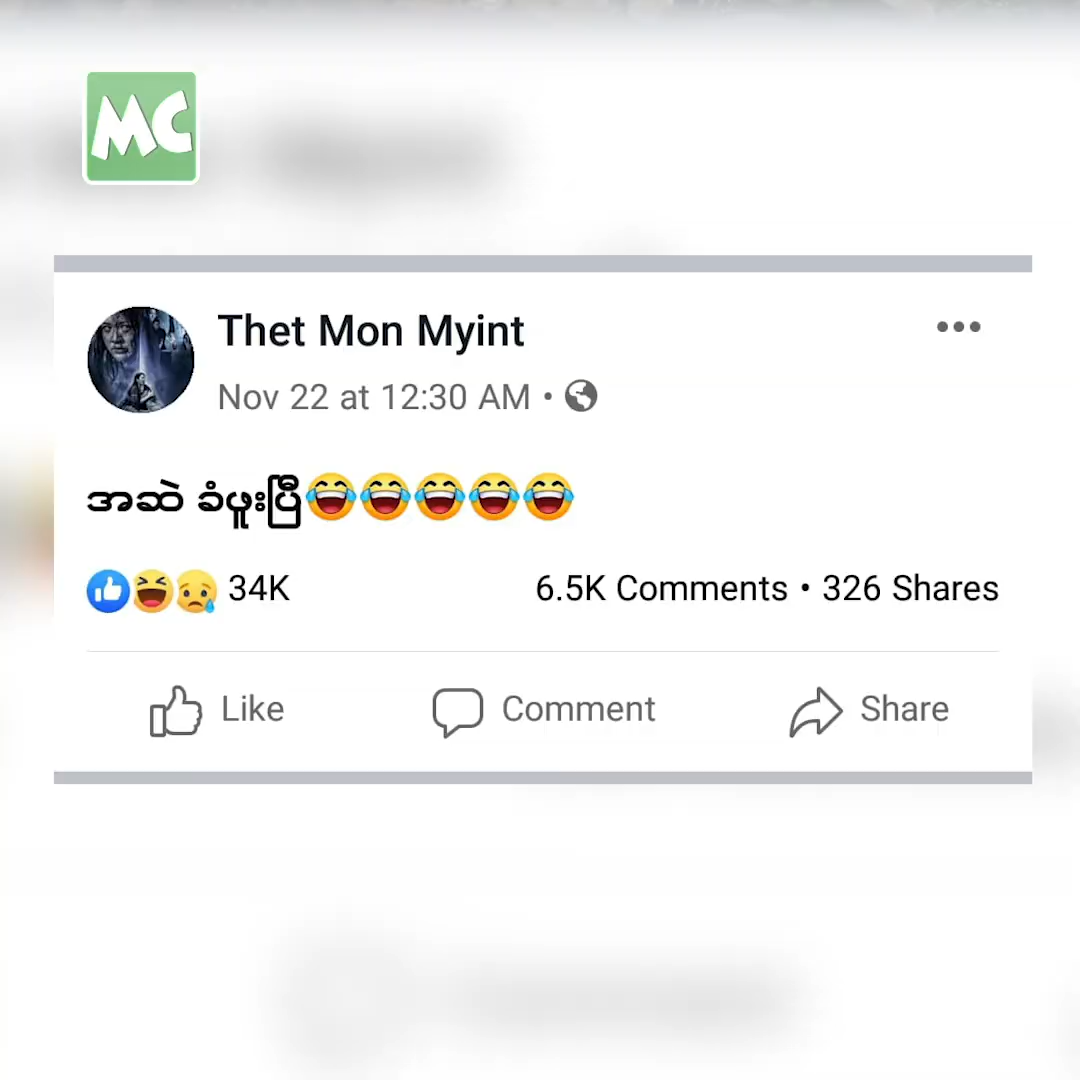 MC
Thet Mon Myint
Nov 22 at 12:30 AM •
အဆဲ ခံဖူးပြီ😂😂😂😂😂
34K
6.5K Comments • 326 Shares
Like
Comment
Share